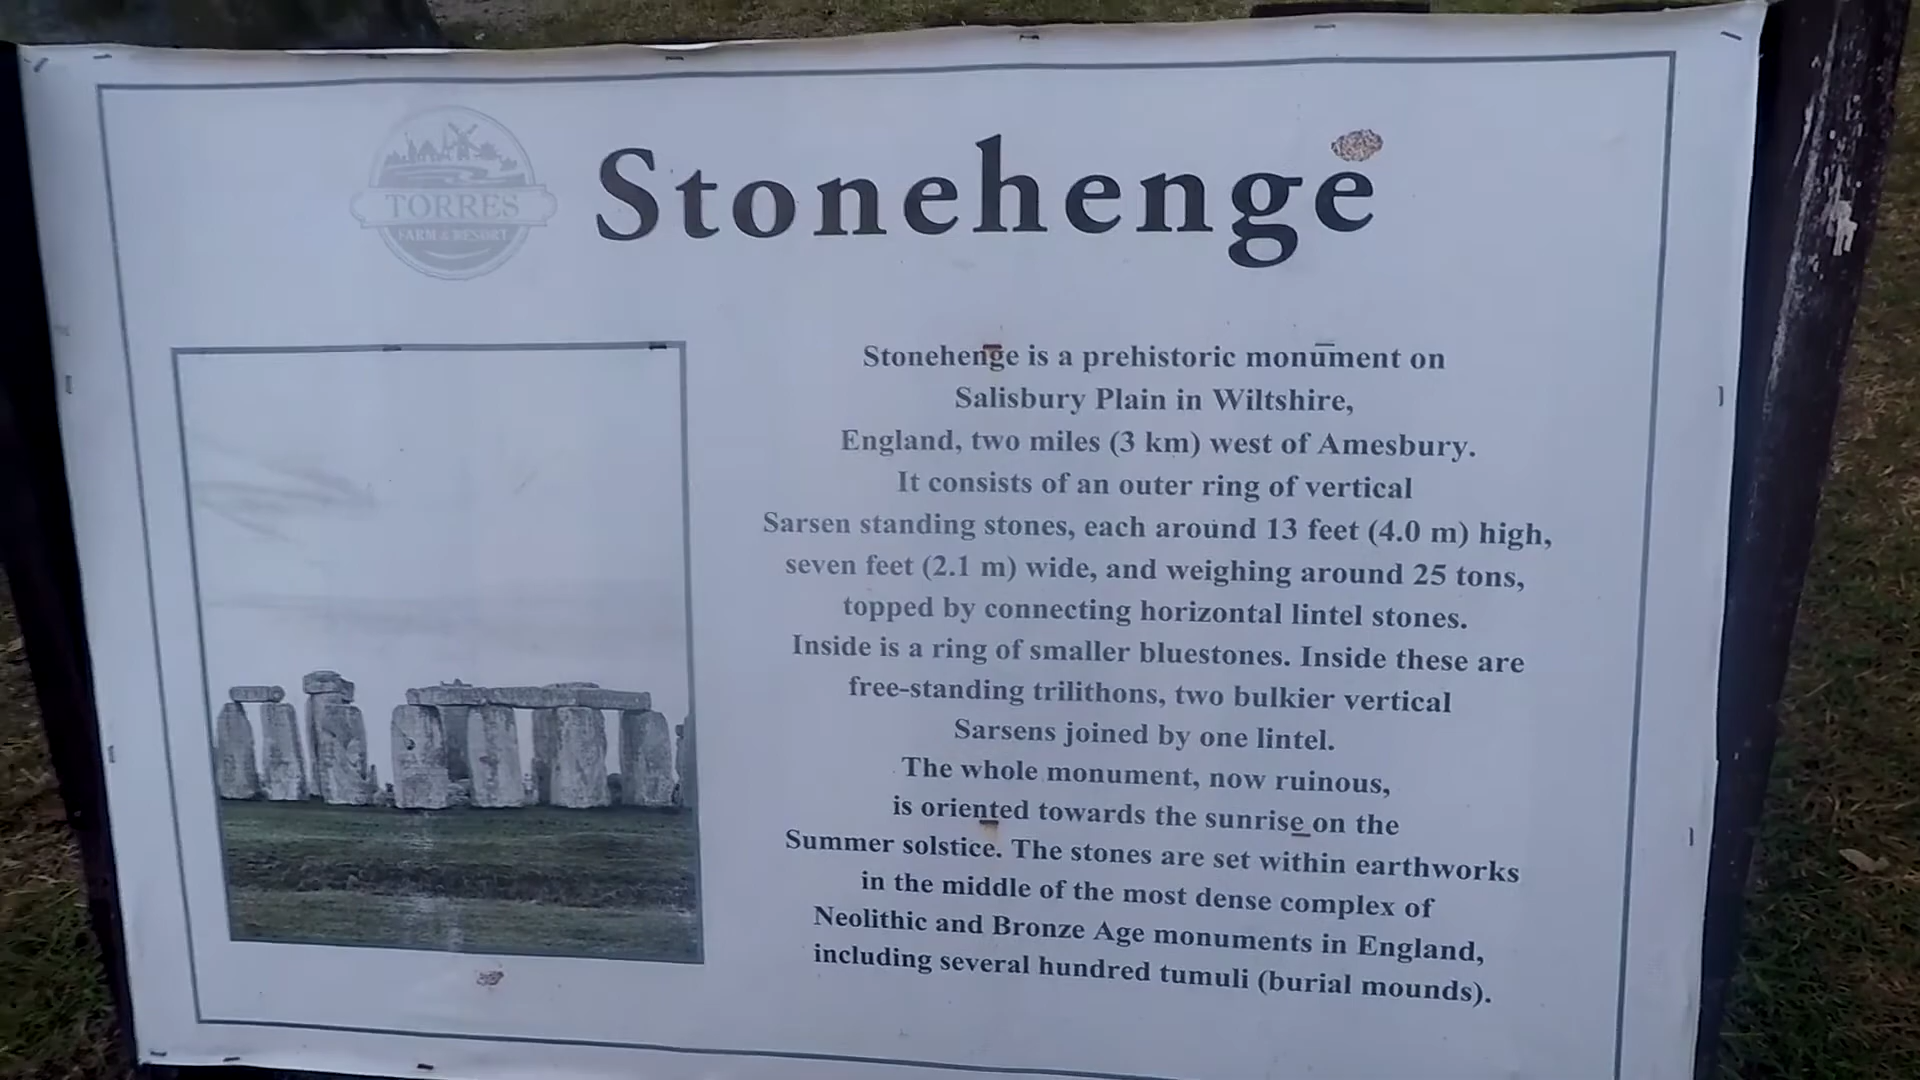 TORRES
FARM & RESORT
Stonehenge
Stonehenge is a prehistoric monument on
Salisbury Plain in Wiltshire,
England, two miles (3 km) west of Amesbury.
It consists of an outer ring of vertical
Sarsen standing stones, each around 13 feet (4.0 m) high,
seven feet (2.1 m) wide, and weighing around 25 tons,
topped by connecting horizontal lintel stones.
Inside is a ring of smaller bluestones. Inside these are
free-standing trilithons, two bulkier vertical
Sarsens joined by one lintel.
The whole monument, now ruinous,
is oriented towards the sunrise on the
Summer solstice. The stones are set within earthworks
in the middle of the most dense complex of
Neolithic and Bronze Age monuments in England,
including several hundred tumuli (burial mounds).